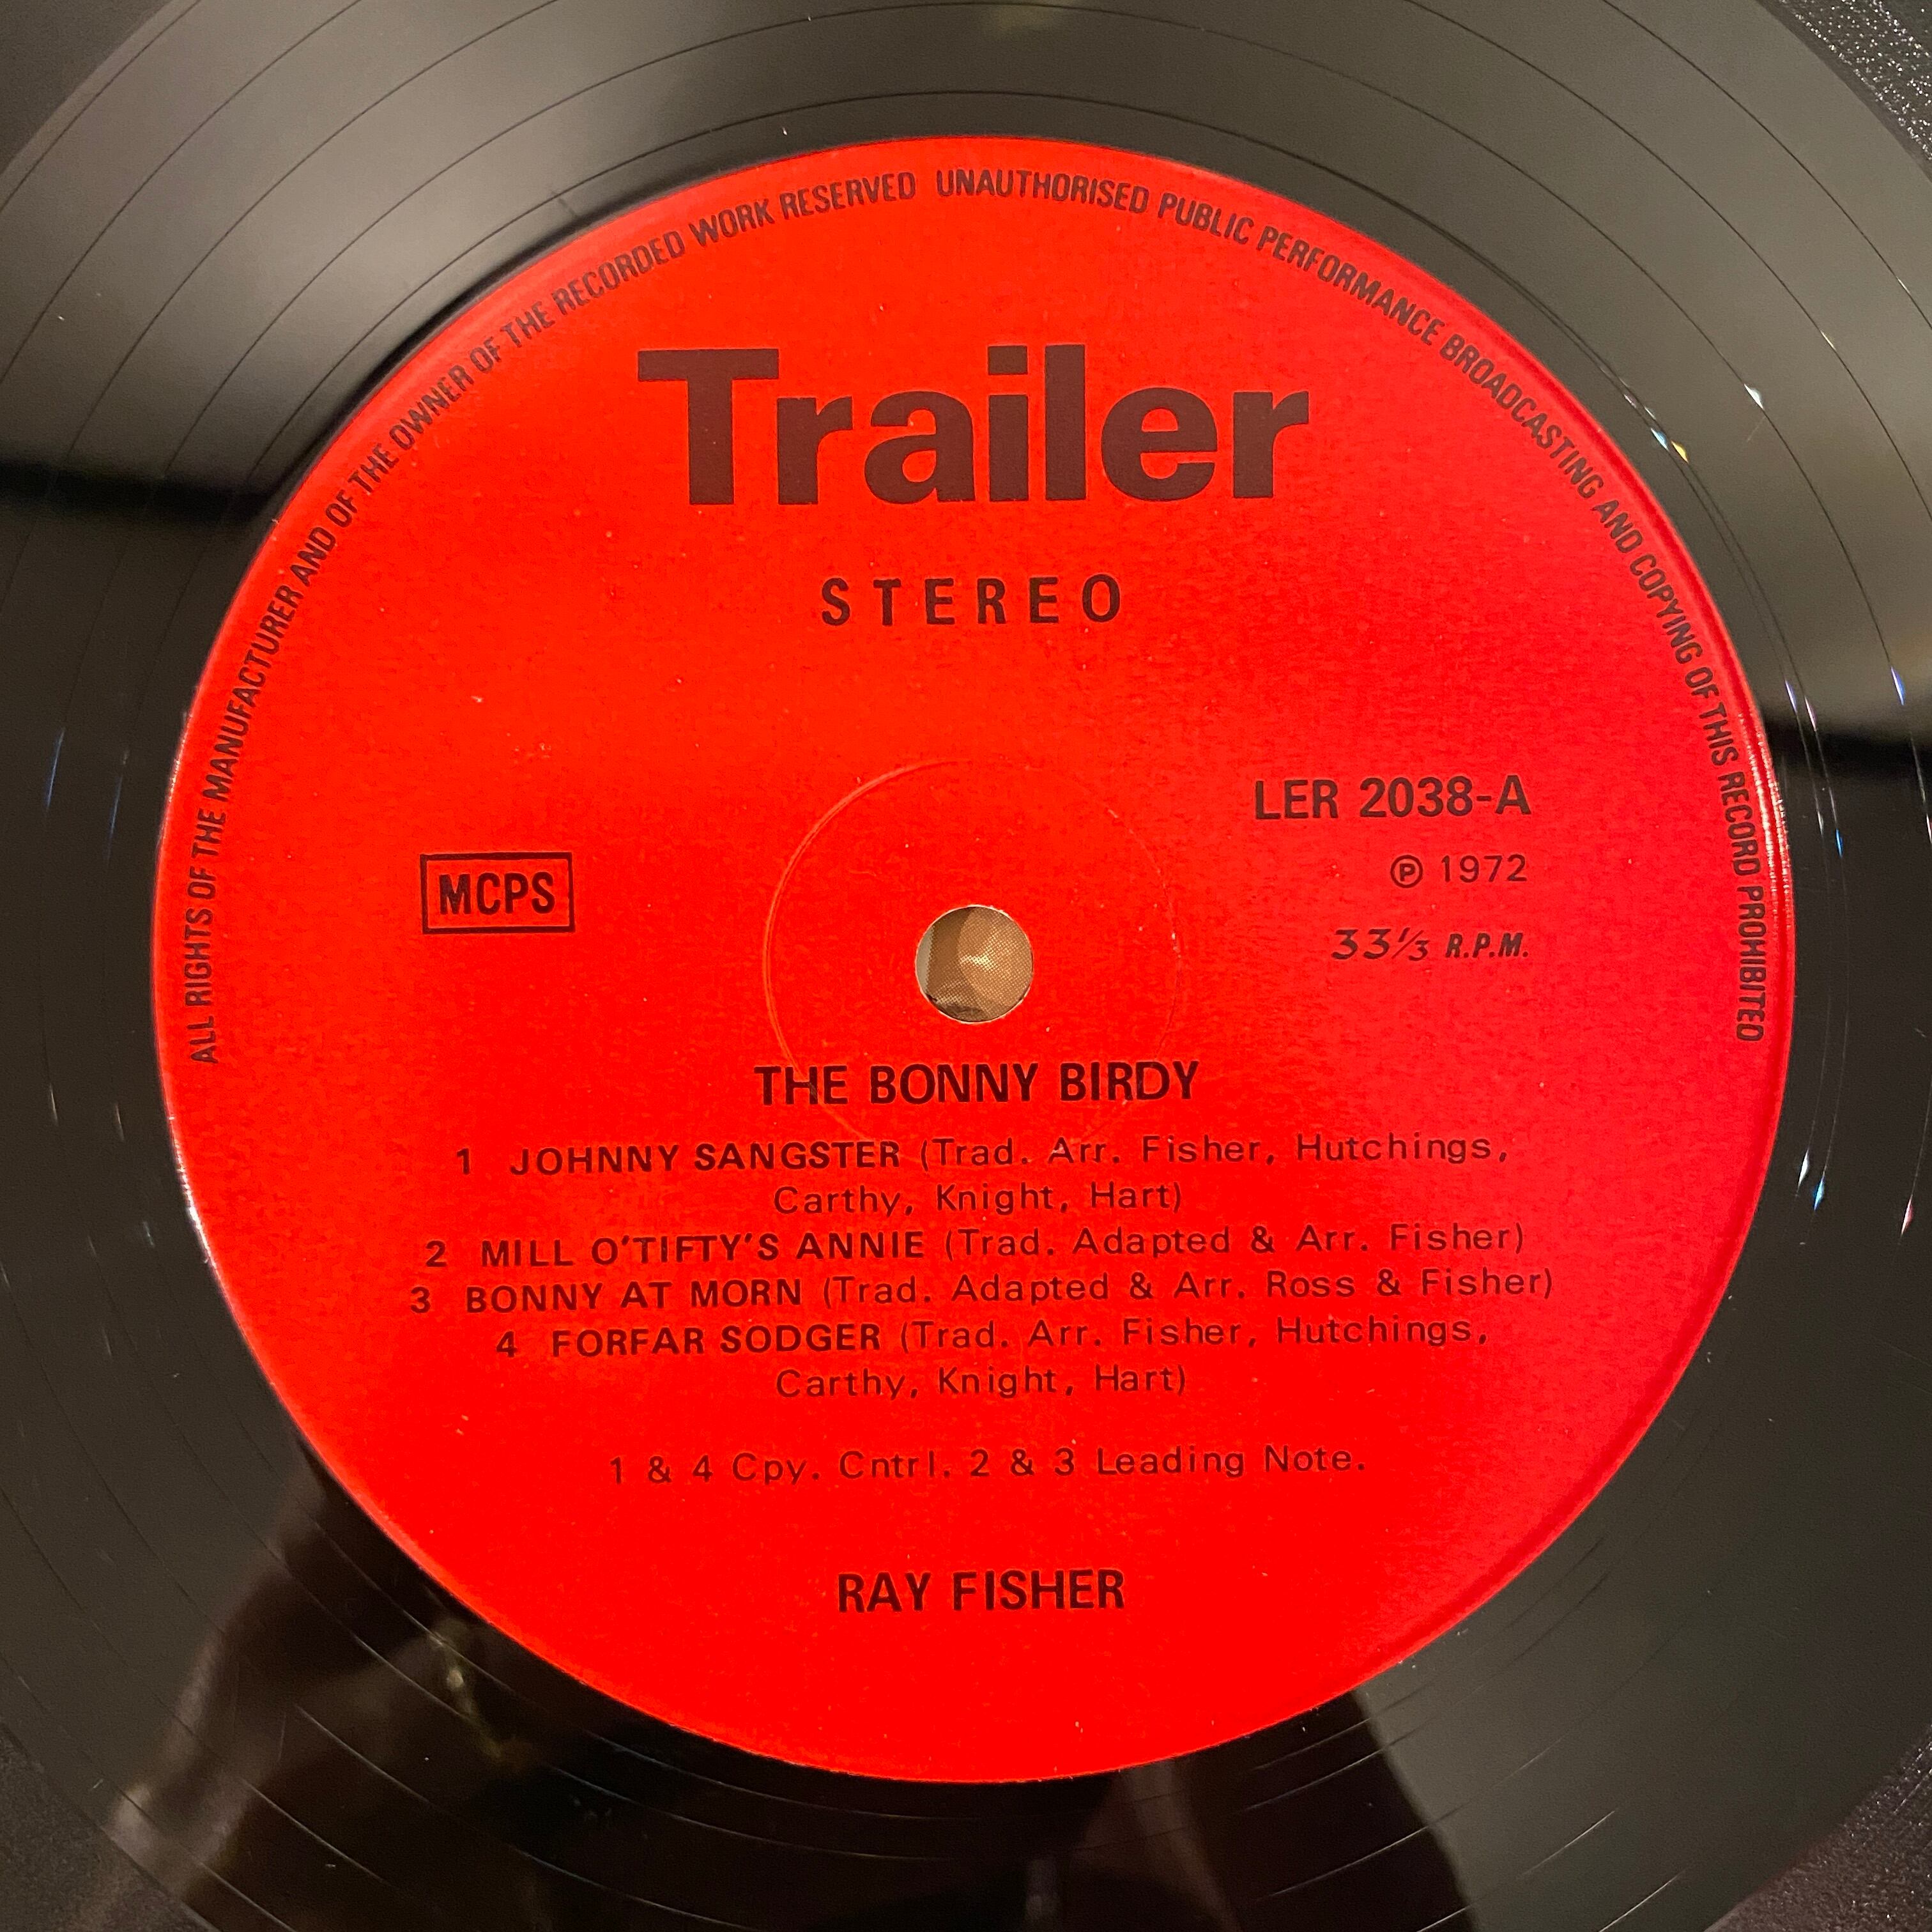 ALL RIGHTS OF THE MANUFACTURER AND OF THE OWNER OF THE RECORDED WORK RESERVED UNAUTHORISED PUBLIC PERFORMANCE BROADCASTING AND COPYING OF THIS RECORD PROHIBITED
Trailer
STEREO
LER 2038-A
℗ 1972
MCPS
33⅓ R.P.M.
THE BONNY BIRDY
1 JOHNNY SANGSTER (Trad. Arr. Fisher, Hutchings,
Carthy, Knight, Hart)
2 MILL O'TIFTY'S ANNIE (Trad. Adapted & Arr. Fisher)
3 BONNY AT MORN (Trad. Adapted & Arr. Ross & Fisher)
4 FORFAR SODGER (Trad. Arr. Fisher, Hutchings,
Carthy, Knight, Hart)
1 & 4 Cpy. Cntrl. 2 & 3 Leading Note.
RAY FISHER